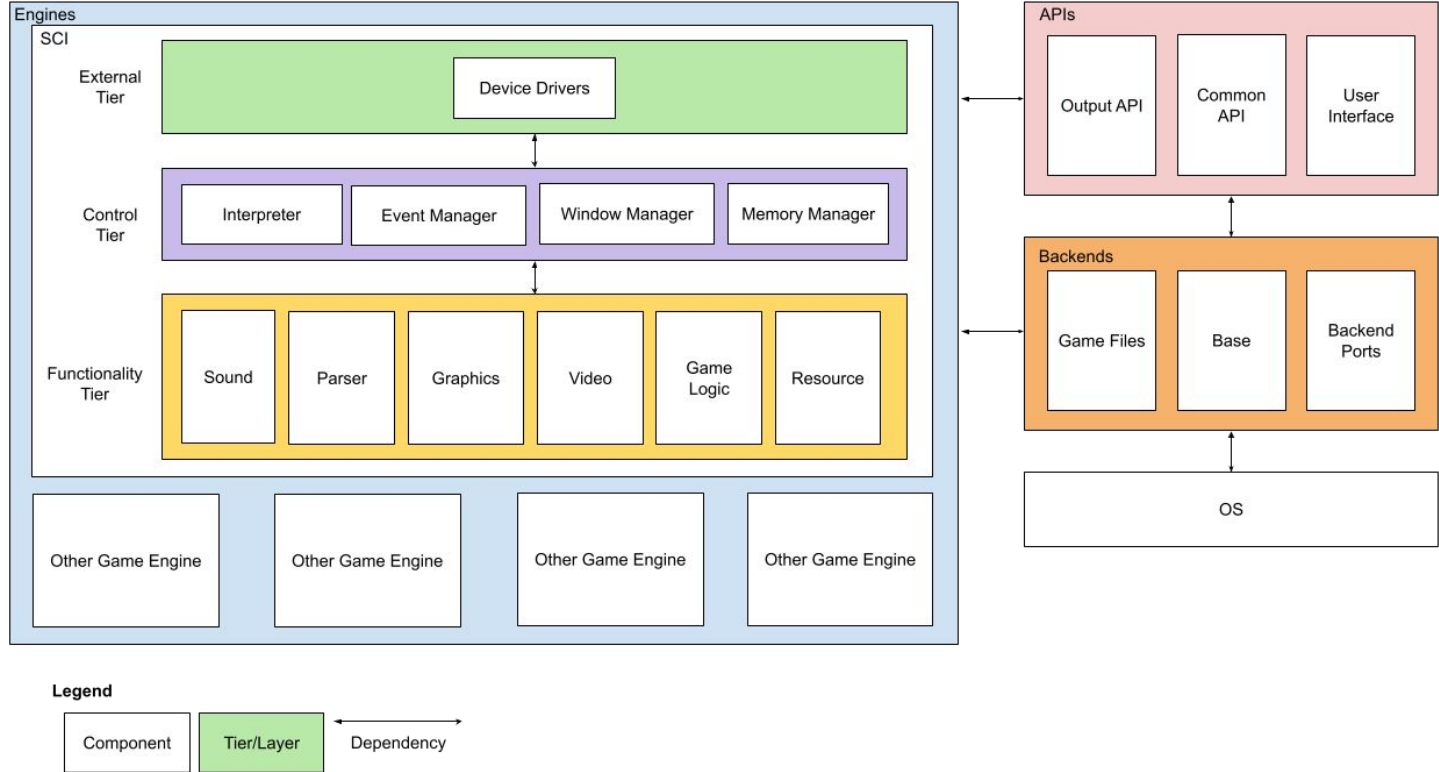 Engines
SCI
External
Tier
Device Drivers
Control
Tier
Interpreter
Event Manager
Window Manager
Memory Manager
Functionality
Tier
Sound
Parser
Graphics
Video
Game
Logic
Resource
Other Game Engine
Other Game Engine
Other Game Engine
Other Game Engine
APIs
Output API
Common
API
User
Interface
Backends
Game Files
Base
Backend
Ports
OS
Legend
Component
Tier/Layer
Dependency